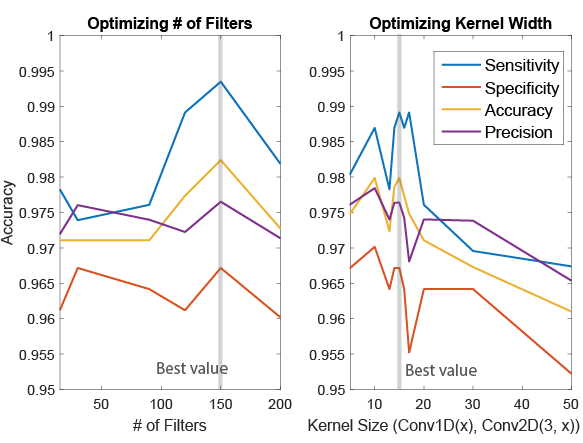 Optimizing # of Filters
Optimizing Kernel Width
1
0.995
0.99
0.985
0.98
0.975
0.97
0.965
0.96
0.955
0.95
Accuracy
50
100
150
200
# of Filters
Best value
1
0.995
0.99
0.985
0.98
0.975
0.97
0.965
0.96
0.955
0.95
Sensitivity
Specificity
Accuracy
Precision
Best value
10
20
30
40
50
Kernel Size (Conv1D(x), Conv2D(3, x))